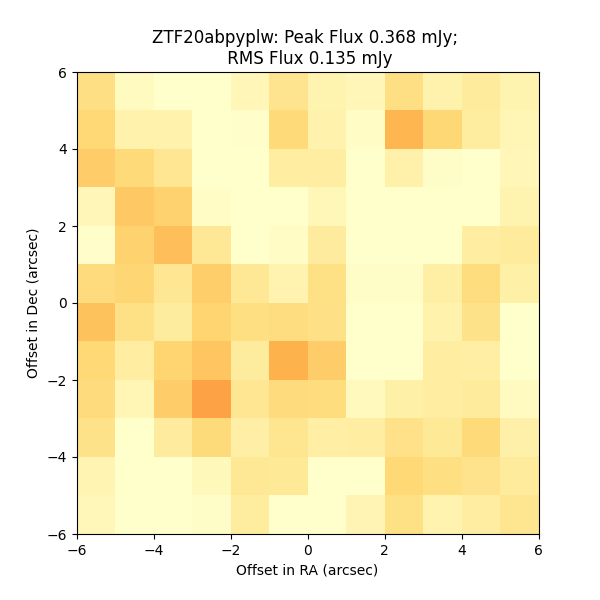 ZTF20abpyplw: Peak Flux 0.368 mJy;
RMS Flux 0.135 mJy
6
4
2
0
−2
−4
−6
Offset in Dec (arcsec)
−6 −4 −2 0 2 4 6
Offset in RA (arcsec)